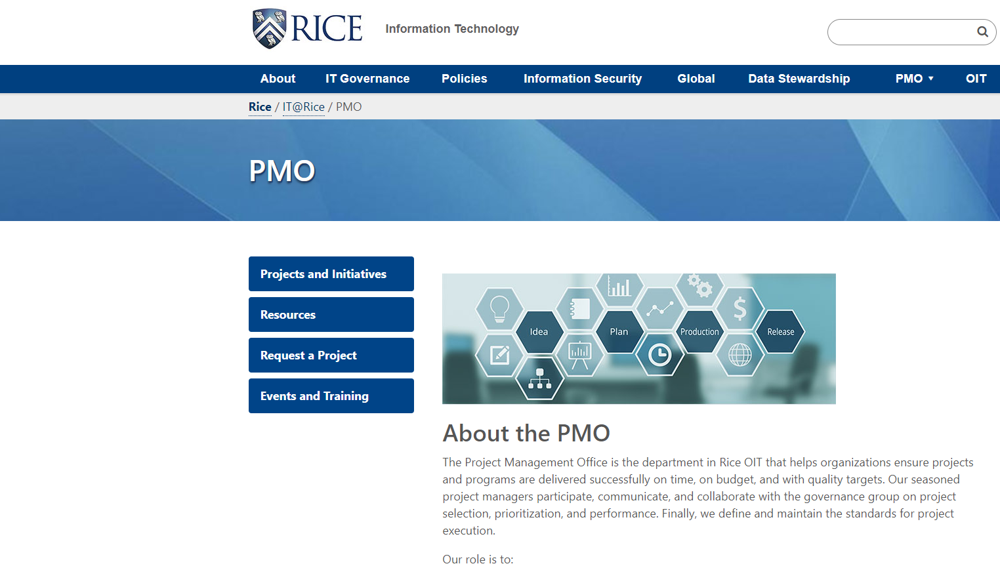 RICE
Information Technology
About IT Governance Policies Information Security Global Data Stewardship PMO ▼ OIT
Rice / IT@Rice / PMO
PMO
Projects and Initiatives
Resources
Request a Project
Events and Training
$
Idea Plan Production Release
About the PMO
The Project Management Office is the department in Rice OIT that helps organizations ensure projects
and programs are delivered successfully on time, on budget, and with quality targets. Our seasoned
project managers participate, communicate, and collaborate with the governance group on project
selection, prioritization, and performance. Finally, we define and maintain the standards for project
execution.
Our role is to: